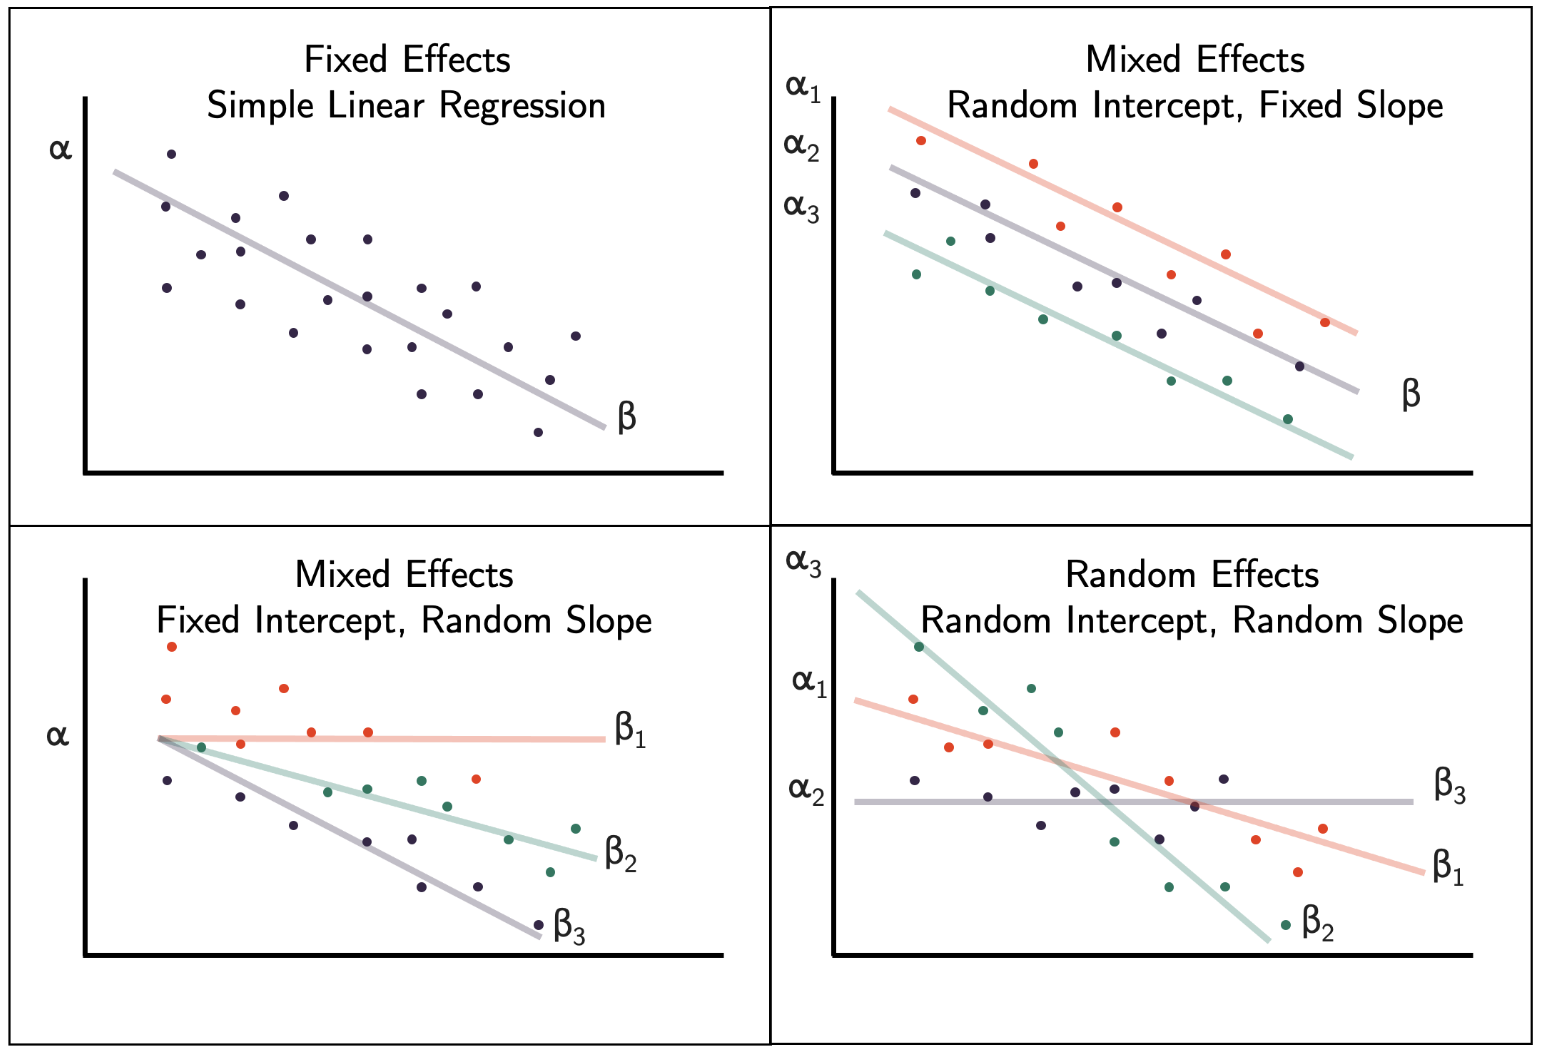 Fixed Effects
Simple Linear Regression
α
β
Mixed Effects
Random Intercept, Fixed Slope
α₁
α₂
α₃
β
Mixed Effects
Fixed Intercept, Random Slope
α
β₁
β₂
β₃
Random Effects
Random Intercept, Random Slope
α₃
α₁
α₂
β₃
β₁
β₂